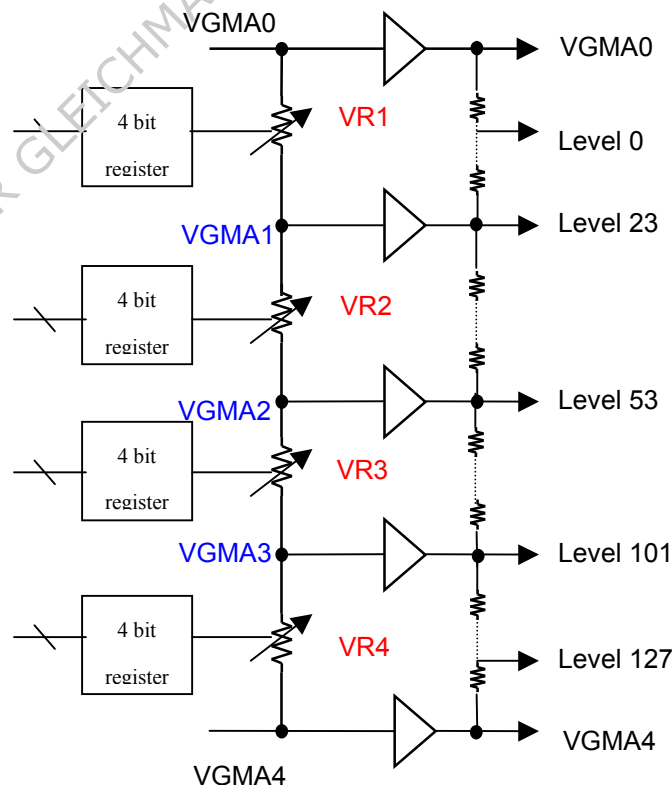 VGMA0
VGMA0
4 bit
register
VR1
Level 0
VGMA1
Level 23
4 bit
register
VR2
VGMA2
Level 53
4 bit
register
VR3
VGMA3
Level 101
4 bit
register
VR4
Level 127
VGMA4
VGMA4
R GLEICHMA